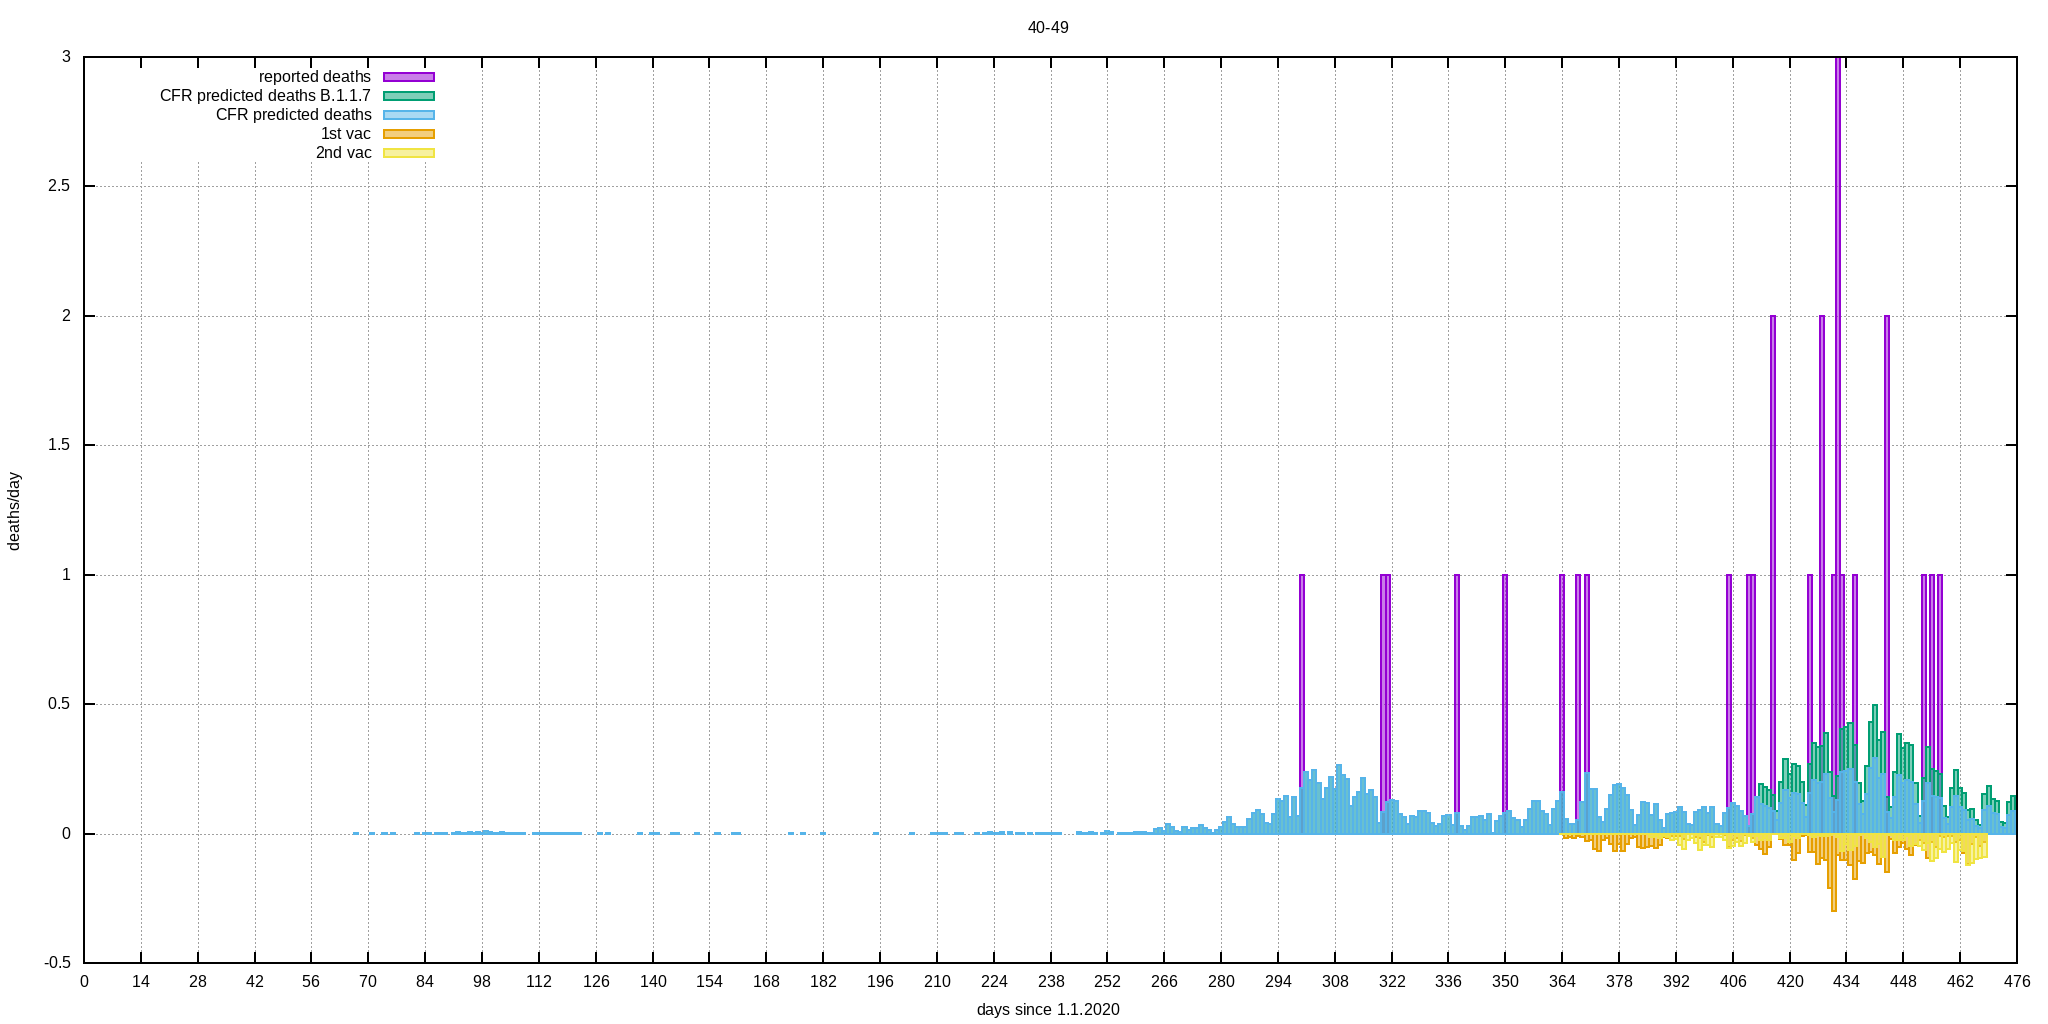 40-49
reported deaths
CFR predicted deaths B.1.1.7
CFR predicted deaths
1st vac
2nd vac
3
2.5
2
1.5
1
0.5
0
-0.5
deaths/day
0 14 28 42 56 70 84 98 112 126 140 154 168 182 196 210 224 238 252 266 280 294 308 322 336 350 364 378 392 406 420 434 448 462 476
days since 1.1.2020